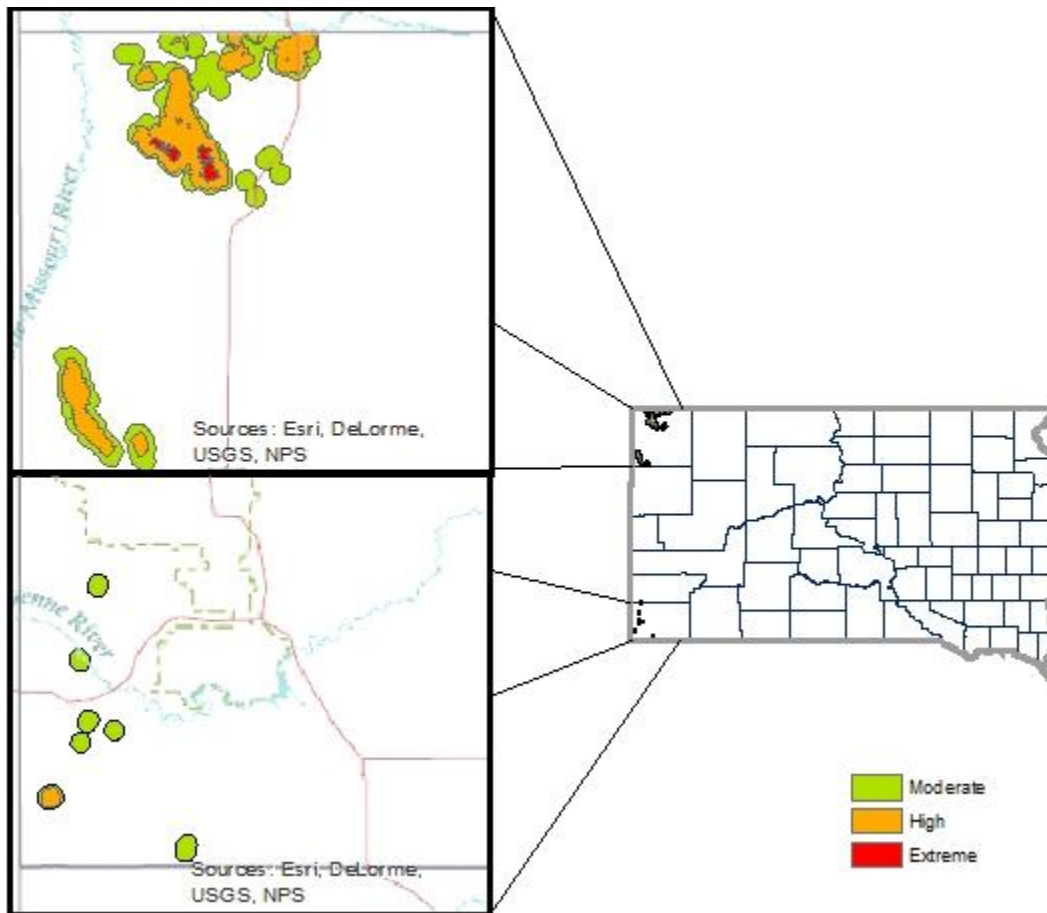 Missouri River
Sources: Esri, DeLorme,
USGS, NPS
enne River
Sources: Esri, DeLorme,
USGS, NPS
Moderate
High
Extreme